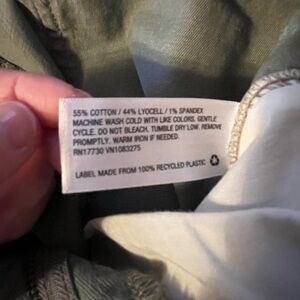 55% COTTON / 44% LYOCELL / 1% SPANDEX
MACHINE WASH COLD WITH LIKE COLORS. GENTLE
CYCLE. DO NOT BLEACH. TUMBLE DRY LOW. REMOVE
PROMPTLY. WARM IRON IF NEEDED.
RN17730 VN1083275
LABEL MADE FROM 100% RECYCLED PLASTIC